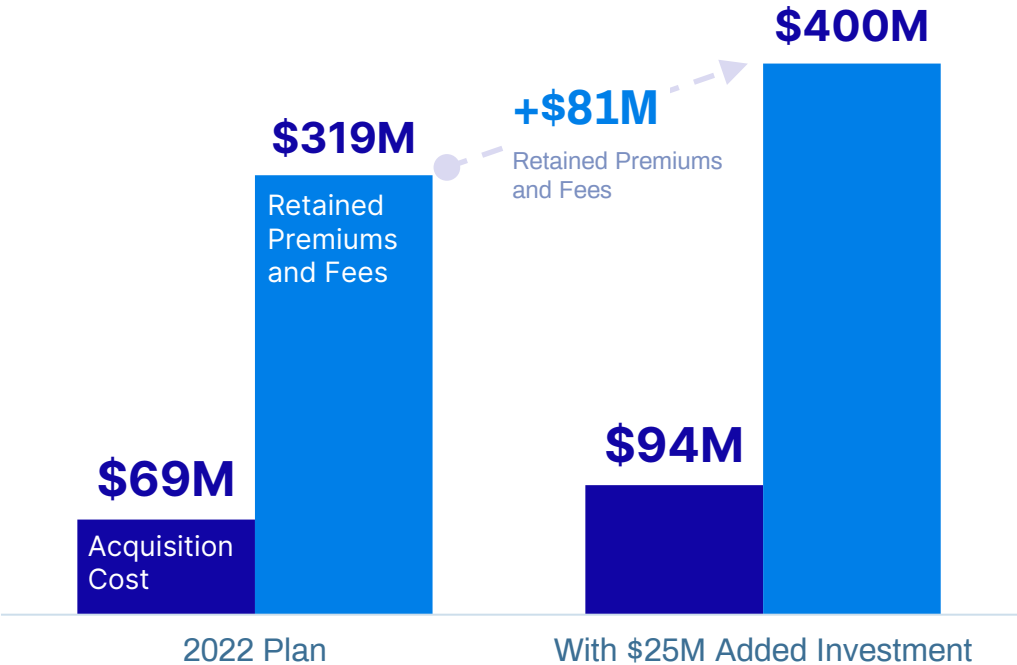 $400M
+$81M
$319M
Retained Premiums
and Fees
Retained
Premiums
and Fees
$94M
$69M
Acquisition
Cost
2022 Plan
With $25M Added Investment